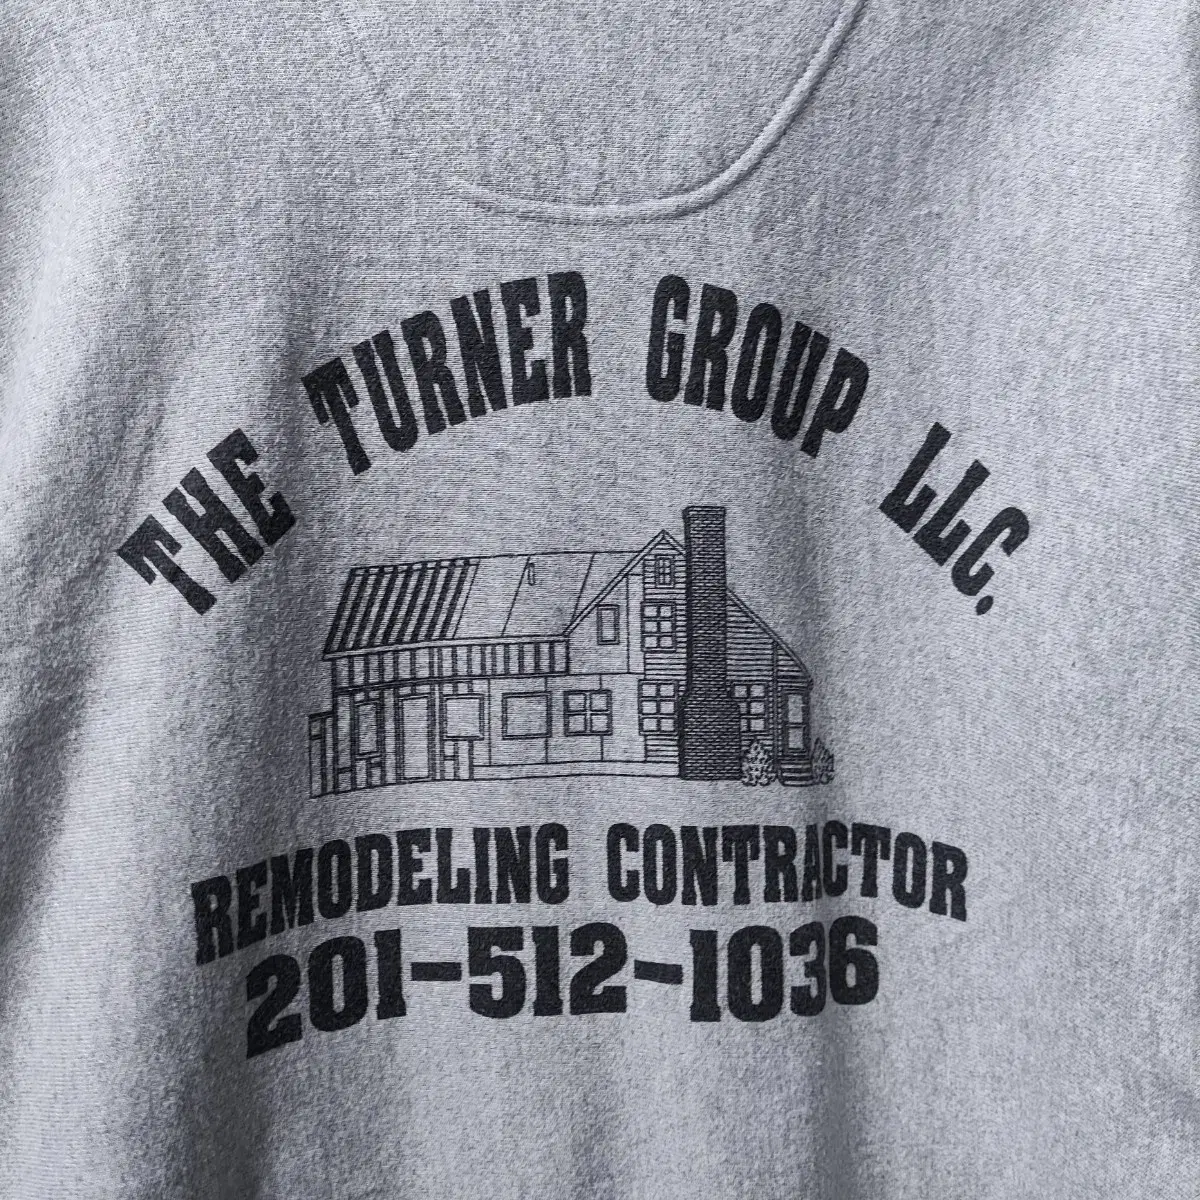 THE TURNER GROUP LLC.
REMODELING CONTRACTOR
201-512-1036